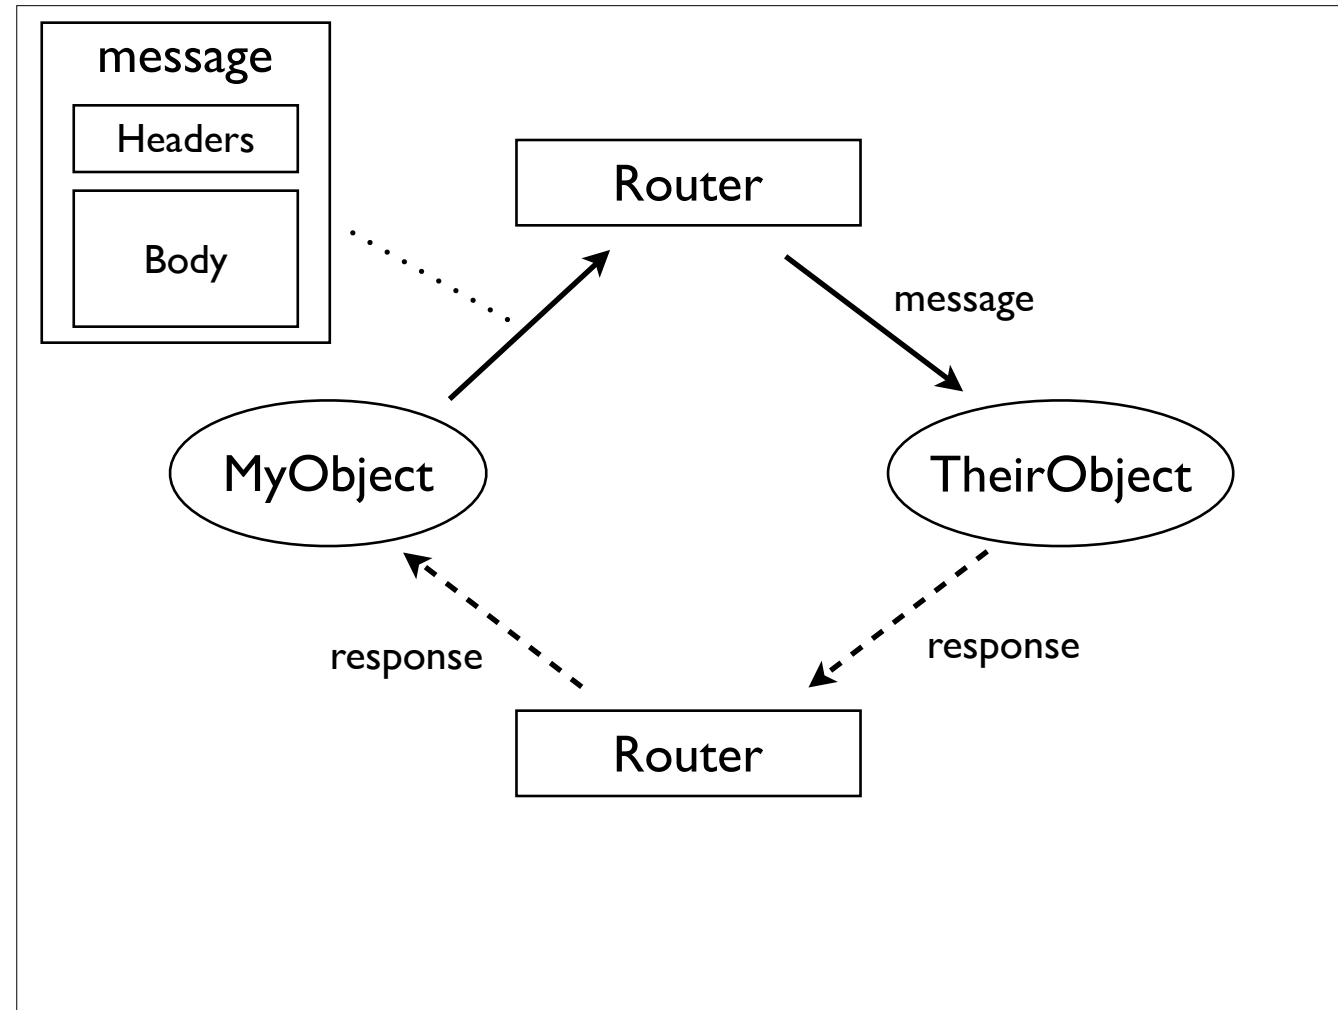 message
Headers
Body
Router
message
MyObject
TheirObject
response
response
Router